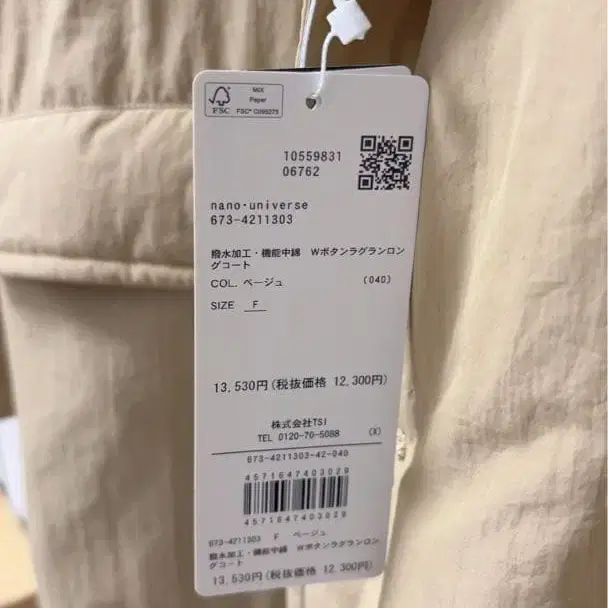 MIX
Paper
FSC
FSC® C095275
10559831
06762
nano・universe
673-4211303
撥水加工・機能中綿 Wボタンラグランロン
グコート
COL. ベージュ (040)
SIZE F
13,530円(税抜価格 12,300円)
株式会社TSI
TEL 0120-70-5088 (X)
673-4211303-42-040
4571647403029
4571647403029
673-4211303 F ベージュ
撥水加工・機能中綿 Wボタンラグランロン
グコート
13,530円(税抜価格 12,300円)